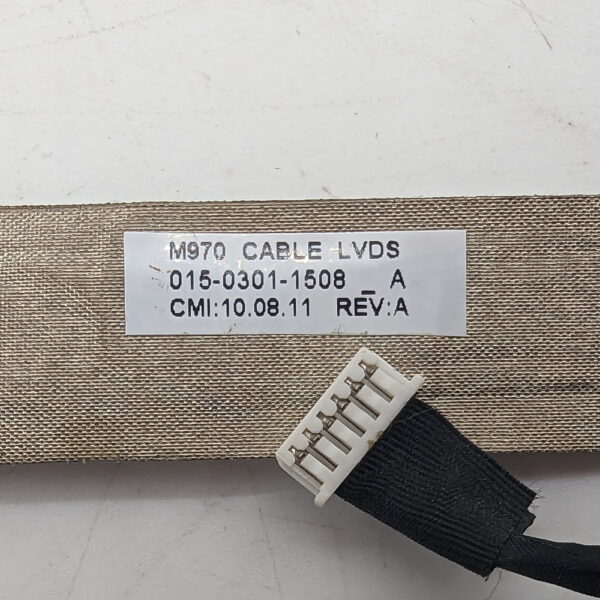 M970 CABLE LVDS
015-0301-1508 _ A
CMI:10.08.11 REV:A